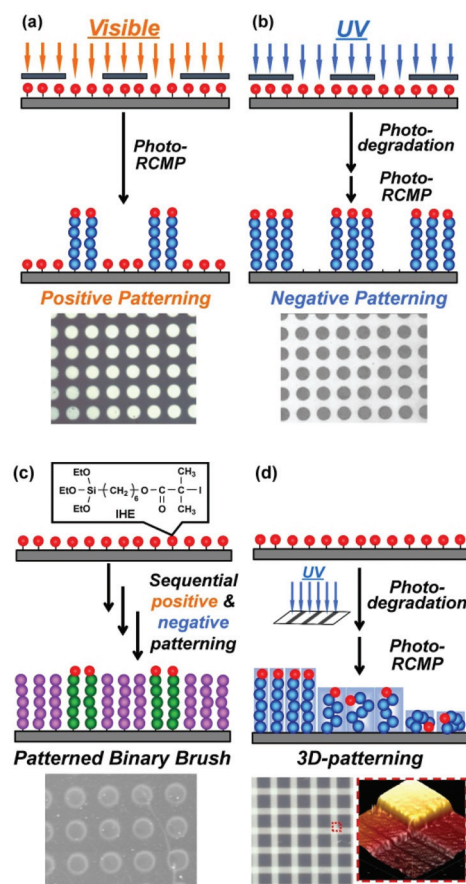 (a)
Visible
Photo-
RCMP
Positive Patterning
(b)
UV
Photo-
degradation
Photo-
RCMP
Negative Patterning
(c)
EtO
CH₃
EtO—Si—(CH₂)₆—O—C—C—I
EtO
O
CH₃
IHE
Sequential
positive &
negative
patterning
Patterned Binary Brush
(d)
UV
Photo-
degradation
Photo-
RCMP
3D-patterning